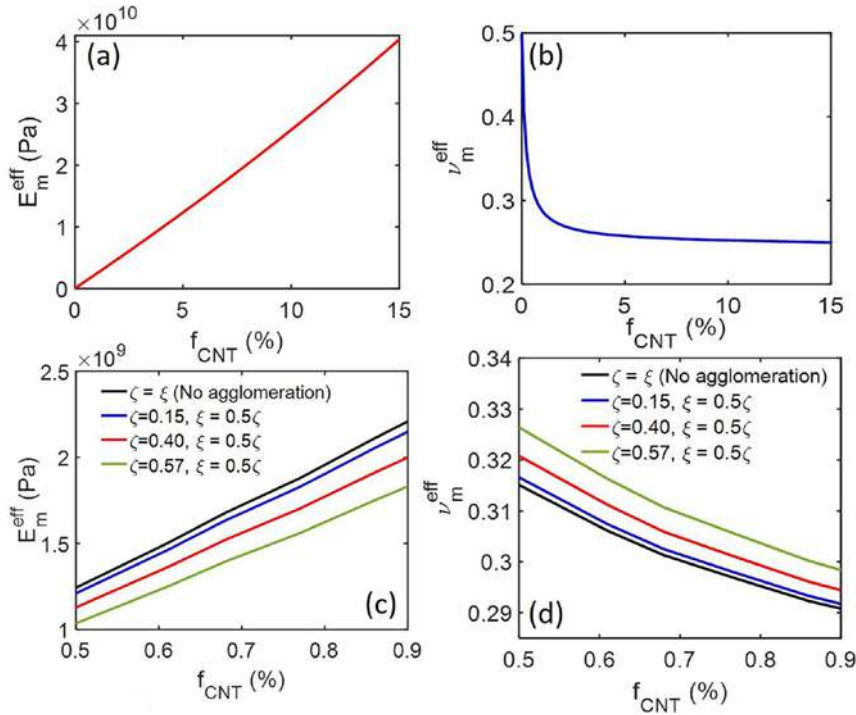 ×10¹⁰
(a)
4
3
2
1
0
E_m^eff (Pa)
0 5 10 15
f_CNT (%)
(b)
0.5
0.4
0.3
0.2
ν_m^eff
0 5 10 15
f_CNT (%)
×10⁹
2.5
2
1.5
1
E_m^eff (Pa)
ζ = ξ (No agglomeration)
ζ=0.15, ξ = 0.5ζ
ζ=0.40, ξ = 0.5ζ
ζ=0.57, ξ = 0.5ζ
(c)
0.5 0.6 0.7 0.8 0.9
f_CNT (%)
0.34
0.33
0.32
0.31
0.3
0.29
ν_m^eff
ζ = ξ (No agglomeration)
ζ=0.15, ξ = 0.5ζ
ζ=0.40, ξ = 0.5ζ
ζ=0.57, ξ = 0.5ζ
(d)
0.5 0.6 0.7 0.8 0.9
f_CNT (%)